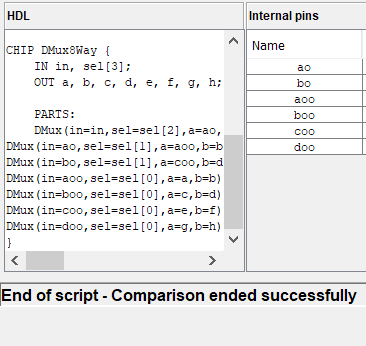 HDL
CHIP DMux8Way {
IN in, sel[3];
OUT a, b, c, d, e, f, g, h;
PARTS:
DMux(in=in,sel=sel[2],a=ao,
DMux(in=ao,sel=sel[1],a=aoo,b=b
DMux(in=bo,sel=sel[1],a=coo,b=d
DMux(in=aoo,sel=sel[0],a=a,b=b)
DMux(in=boo,sel=sel[0],a=c,b=d)
DMux(in=coo,sel=sel[0],a=e,b=f)
DMux(in=doo,sel=sel[0],a=g,b=h)
}
Internal pins
Name
ao
bo
aoo
boo
coo
doo
End of script - Comparison ended successfully